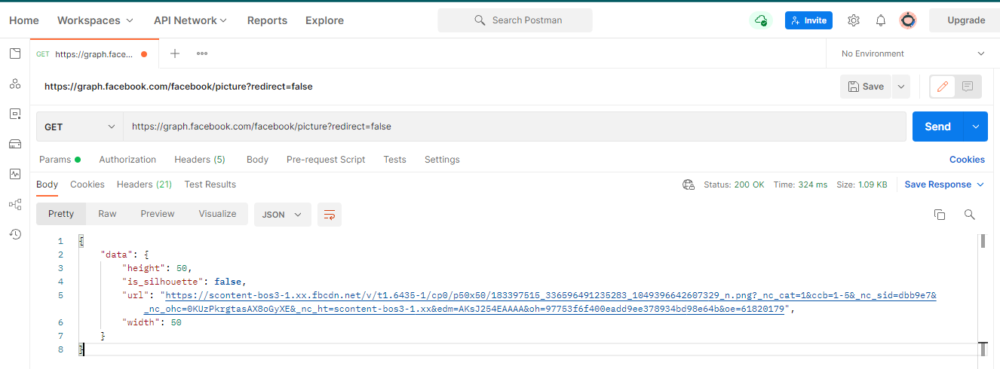 Home Workspaces API Network Reports Explore Search Postman Invite Upgrade
GET https://graph.face... No Environment
https://graph.facebook.com/facebook/picture?redirect=false Save
GET https://graph.facebook.com/facebook/picture?redirect=false Send
Params Authorization Headers (5) Body Pre-request Script Tests Settings Cookies
Body Cookies Headers (21) Test Results Status: 200 OK Time: 324 ms Size: 1.09 KB Save Response
Pretty Raw Preview Visualize JSON
1 {
2 "data": {
3 "height": 50,
4 "is_silhouette": false,
5 "url": "https://scontent-bos3-1.xx.fbcdn.net/v/t1.6435-1/cp0/p50x50/183397515_336596491235283_1049396642607329_n.png?_nc_cat=1&ccb=1-5&_nc_sid=dbb9e7&
_nc_ohc=0KUzPkrgtasAX8oGyXE&_nc_ht=scontent-bos3-1.xx&edm=AKsJ254EAAAA&oh=97753f6f400eadd9ee378934bd98e64b&oe=61820179",
6 "width": 50
7 }
8 }